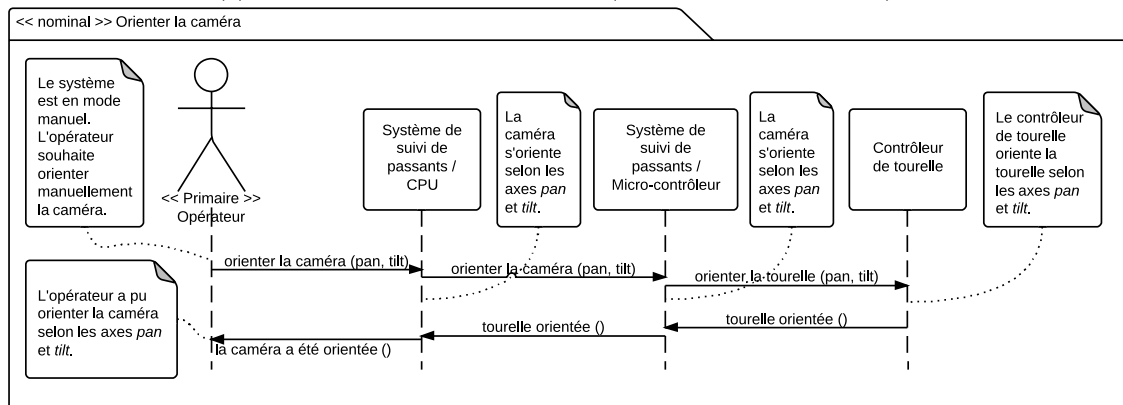 << nominal >> Orienter la caméra
Le système
est en mode
manuel.
L'opérateur
souhaite
orienter
manuellement
la caméra.
<< Primaire >>
Opérateur
Système de
suivi de
passants /
CPU
La
caméra
s'oriente
selon les
axes pan
et tilt.
Système de
suivi de
passants /
Micro-contrôleur
La
caméra
s'oriente
selon les
axes pan
et tilt.
Contrôleur
de tourelle
Le contrôleur
de tourelle
oriente la
tourelle selon
les axes pan
et tilt.
orienter la caméra (pan, tilt)
orienter la caméra (pan, tilt)
orienter la tourelle (pan, tilt)
L'opérateur a pu
orienter la caméra
selon les axes pan
et tilt.
tourelle orientée ()
tourelle orientée ()
la caméra a été orientée ()